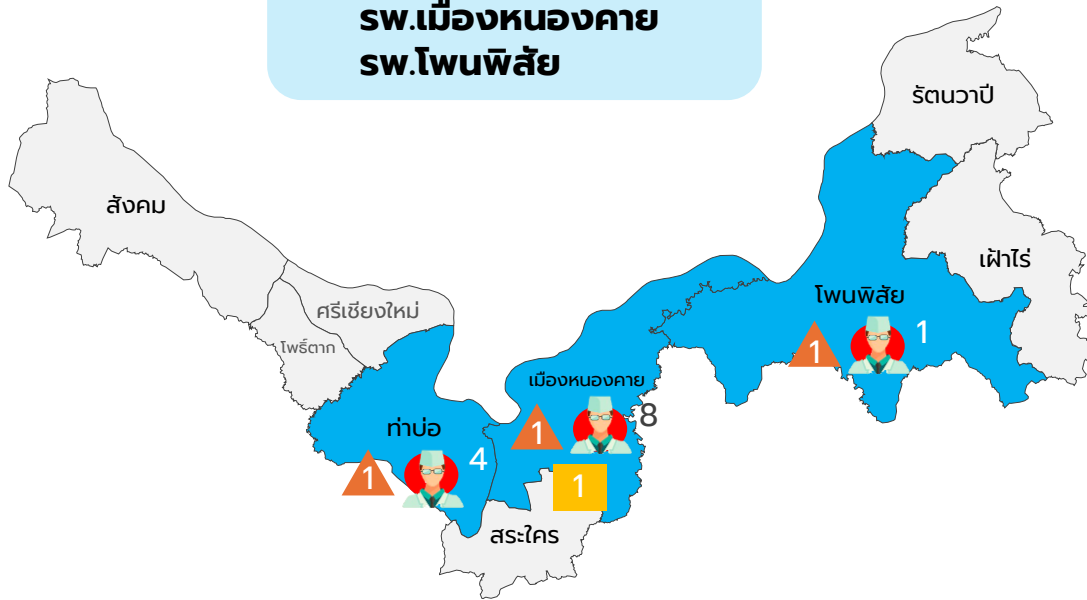 รพ.เมืองหนองคาย
รพ.โพนพิสัย
รัตนวาปี
สังคม
เฝ้าไร่
โพนพิสัย
ศรีเชียงใหม่
1
1
โพธิ์ตาก
เมืองหนองคาย
8
1
ท่าบ่อ
4
1
1
สระใคร